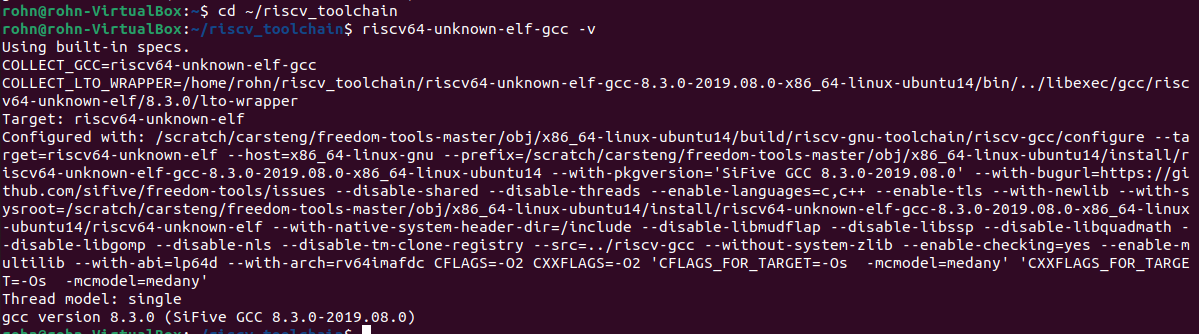 rohn@rohn-VirtualBox:~$ cd ~/riscv_toolchain
rohn@rohn-VirtualBox:~/riscv_toolchain$ riscv64-unknown-elf-gcc -v
Using built-in specs.
COLLECT_GCC=riscv64-unknown-elf-gcc
COLLECT_LTO_WRAPPER=/home/rohn/riscv_toolchain/riscv64-unknown-elf-gcc-8.3.0-2019.08.0-x86_64-linux-ubuntu14/bin/../libexec/gcc/risc
v64-unknown-elf/8.3.0/lto-wrapper
Target: riscv64-unknown-elf
Configured with: /scratch/carsteng/freedom-tools-master/obj/x86_64-linux-ubuntu14/build/riscv-gnu-toolchain/riscv-gcc/configure --ta
rget=riscv64-unknown-elf --host=x86_64-linux-gnu --prefix=/scratch/carsteng/freedom-tools-master/obj/x86_64-linux-ubuntu14/install/r
iscv64-unknown-elf-gcc-8.3.0-2019.08.0-x86_64-linux-ubuntu14 --with-pkgversion='SiFive GCC 8.3.0-2019.08.0' --with-bugurl=https://gi
thub.com/sifive/freedom-tools/issues --disable-shared --disable-threads --enable-languages=c,c++ --enable-tls --with-newlib --with-s
ysroot=/scratch/carsteng/freedom-tools-master/obj/x86_64-linux-ubuntu14/install/riscv64-unknown-elf-gcc-8.3.0-2019.08.0-x86_64-linux
-ubuntu14/riscv64-unknown-elf --with-native-system-header-dir=/include --disable-libmudflap --disable-libssp --disable-libquadmath -
-disable-libgomp --disable-nls --disable-tm-clone-registry --src=../riscv-gcc --without-system-zlib --enable-checking=yes --enable-m
ultilib --with-abi=lp64d --with-arch=rv64imafdc CFLAGS=-O2 CXXFLAGS=-O2 'CFLAGS_FOR_TARGET=-Os  -mcmodel=medany' 'CXXFLAGS_FOR_TARGE
T=-Os  -mcmodel=medany'
Thread model: single
gcc version 8.3.0 (SiFive GCC 8.3.0-2019.08.0)
rohn@rohn-VirtualBox:~/riscv_toolchain$